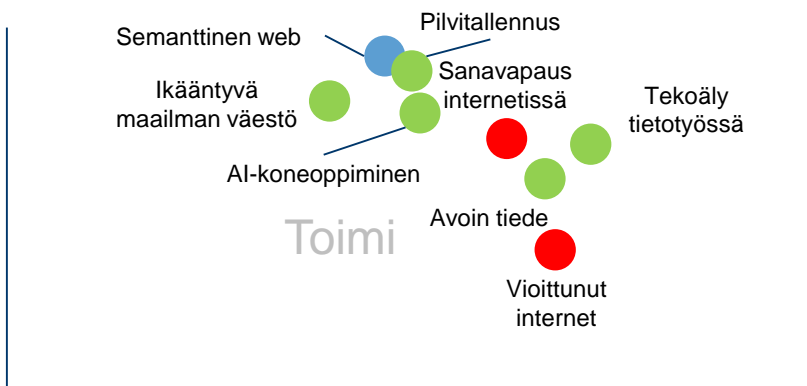 Pilvitallennus
Semanttinen web
Sanavapaus
internetissä
Ikääntyvä
maailman väestö
Tekoäly
tietotyössä
AI-koneoppiminen
Avoin tiede
Toimi
Vioittunut
internet